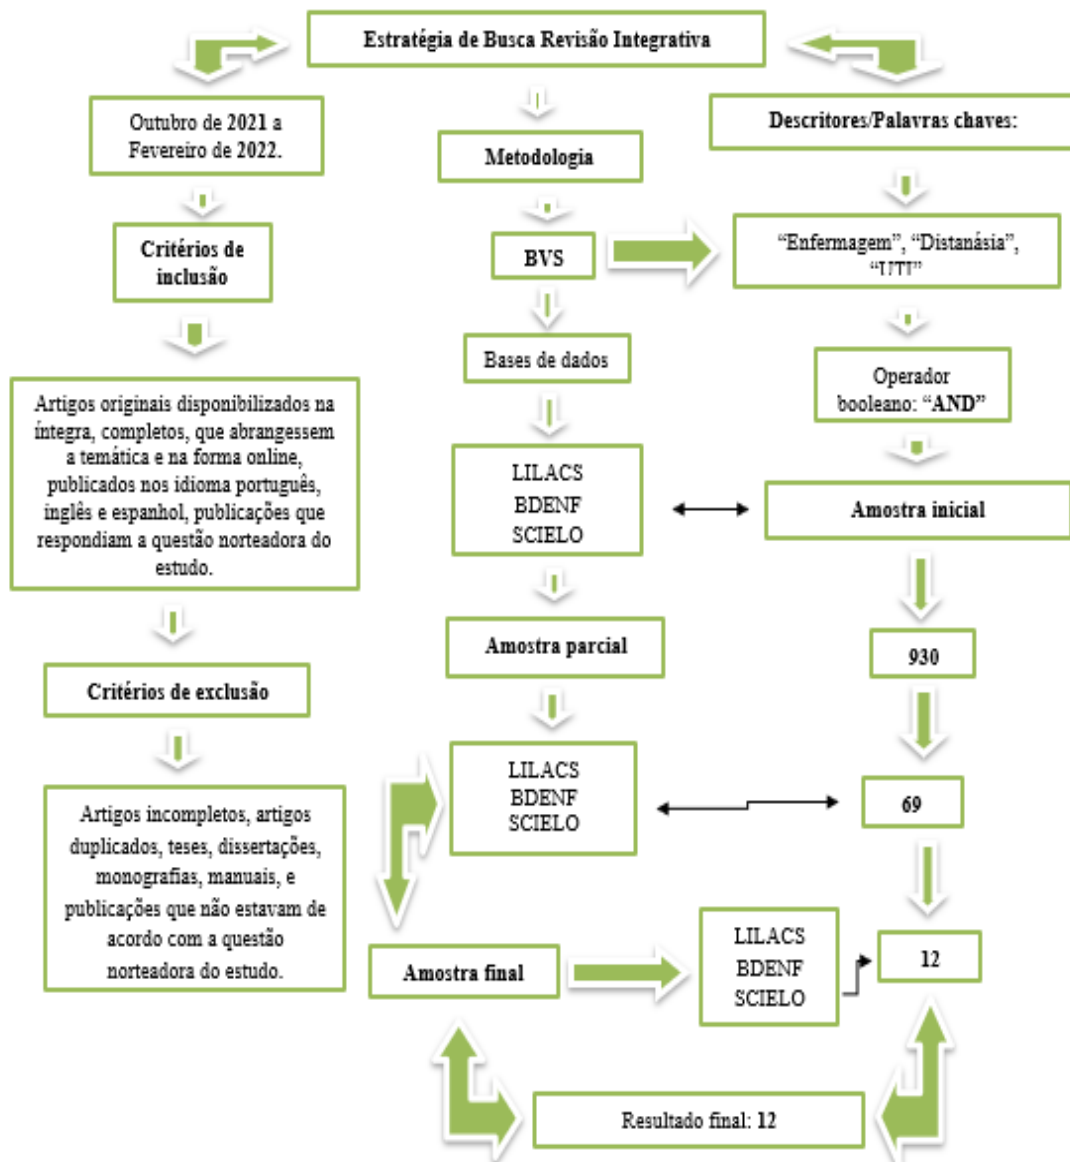 Estratégia de Busca Revisão Integrativa
Outubro de 2021 a
Fevereiro de 2022.
Critérios de
inclusão
Artigos originais disponibilizados na
íntegra, completos, que abrangessem
a temática e na forma online,
publicados nos idioma português,
inglês e espanhol, publicações que
respondiam a questão norteadora do
estudo.
Critérios de exclusão
Artigos incompletos, artigos
duplicados, teses, dissertações,
monografias, manuais, e
publicações que não estavam de
acordo com a questão
norteadora do estudo.
Metodologia
BVS
Bases de dados
LILACS
BDENF
SCIELO
Amostra parcial
LILACS
BDENF
SCIELO
Amostra final
LILACS
BDENF
SCIELO
Descritores/Palavras chaves:
“Enfermagem”, “Distanásia”,
“UTI”
Operador
booleano: “AND”
Amostra inicial
930
69
12
Resultado final: 12